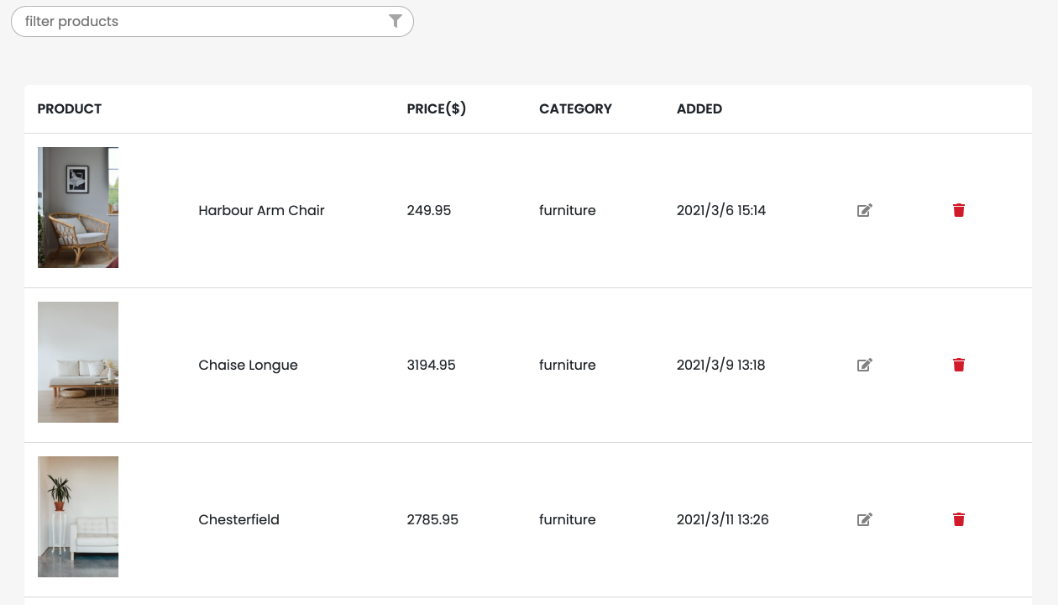 filter products
PRODUCT PRICE($) CATEGORY ADDED
Harbour Arm Chair 249.95 furniture 2021/3/6 15:14
Chaise Longue 3194.95 furniture 2021/3/9 13:18
Chesterfield 2785.95 furniture 2021/3/11 13:26